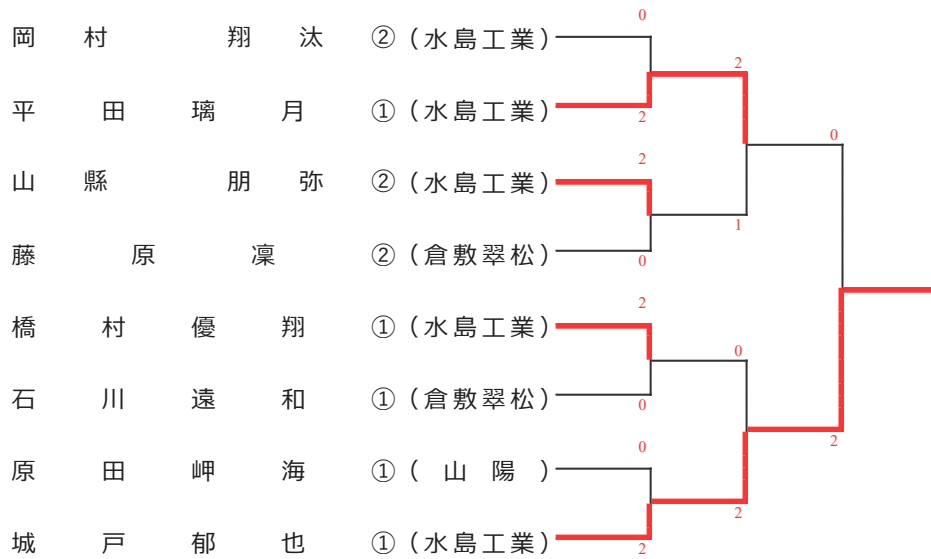 0
岡村 翔汰 ②(水島工業)
2
平田璃月 ①(水島工業)
2
0
2
山縣 朋弥 ②(水島工業)
1
藤原凜 ②(倉敷翠松)
0
2
橋村優翔 ①(水島工業)
0
石川遠和 ①(倉敷翠松)
0
0
2
原田岬海 ①(山陽)
2
城戸郁也 ①(水島工業)
2